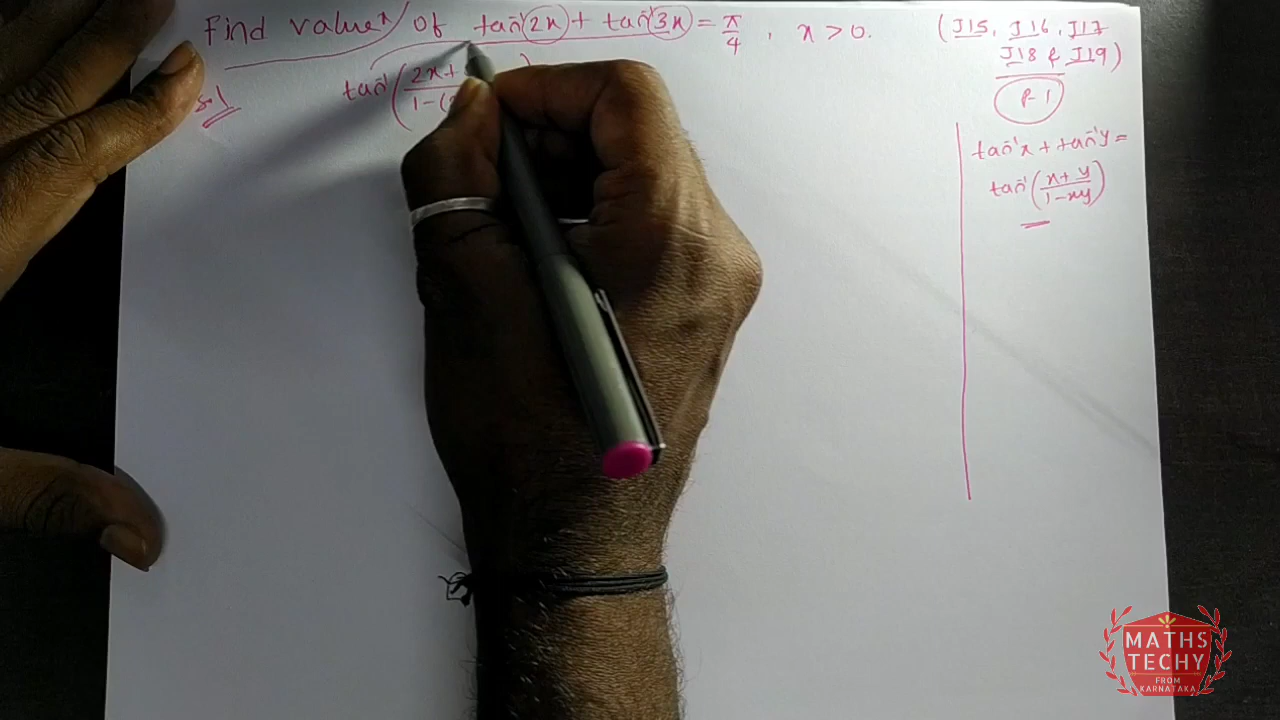 Find value x of tan⁻¹(2x) + tan⁻¹(3x) = π/4 , x > 0. (J15, J16, J17
J18 & J19)
P-1
Sol
tan⁻¹(2x+
1-(
tan⁻¹x + tan⁻¹y =
tan⁻¹(x+y/1-xy)
MATHS
TECHY
FROM
KARNATAKA